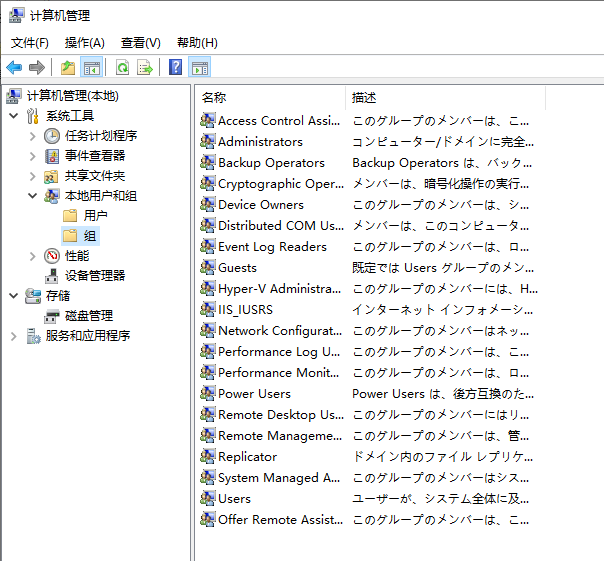 计算机管理
文件(F) 操作(A) 查看(V) 帮助(H)
计算机管理(本地)
系统工具
任务计划程序
事件查看器
共享文件夹
本地用户和组
用户
组
性能
设备管理器
存储
磁盘管理
服务和应用程序
名称 描述
Access Control Assi... このグループのメンバーは、こ...
Administrators コンピューター/ドメインに完全...
Backup Operators Backup Operators は、バック...
Cryptographic Oper... メンバーは、暗号化操作の実行...
Device Owners このグループのメンバーは、シ...
Distributed COM Us... メンバーは、このコンピュータ...
Event Log Readers このグループのメンバーは、ロ...
Guests 既定では Users グループのメン...
Hyper-V Administra... このグループのメンバーには、H...
IIS_IUSRS インターネット インフォメーシ...
Network Configurat... このグループのメンバーはネッ...
Performance Log U... このグループのメンバーは、こ...
Performance Monit... このグループのメンバーは、ロ...
Power Users Power Users は、後方互換のた...
Remote Desktop Us... このグループのメンバーにはリ...
Remote Manageme... このグループのメンバーは、管...
Replicator ドメイン内のファイル レプリケ...
System Managed A... このグループのメンバーはシス...
Users ユーザーが、システム全体に及...
Offer Remote Assist... このグループのメンバーは、こ...